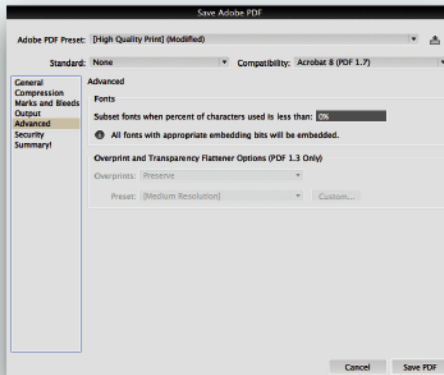 Save Adobe PDF
Adobe PDF Preset: [High Quality Print] (Modified)
Standard: None Compatibility: Acrobat 8 (PDF 1.7)
General
Compression
Marks and Bleeds
Output
Advanced
Security
Summary!
Advanced
Fonts
Subset fonts when percent of characters used is less than: 0%
All fonts with appropriate embedding bits will be embedded.
Overprint and Transparency Flattener Options (PDF 1.3 Only)
Overprints: Preserve
Preset: [Medium Resolution] Custom...
Cancel Save PDF